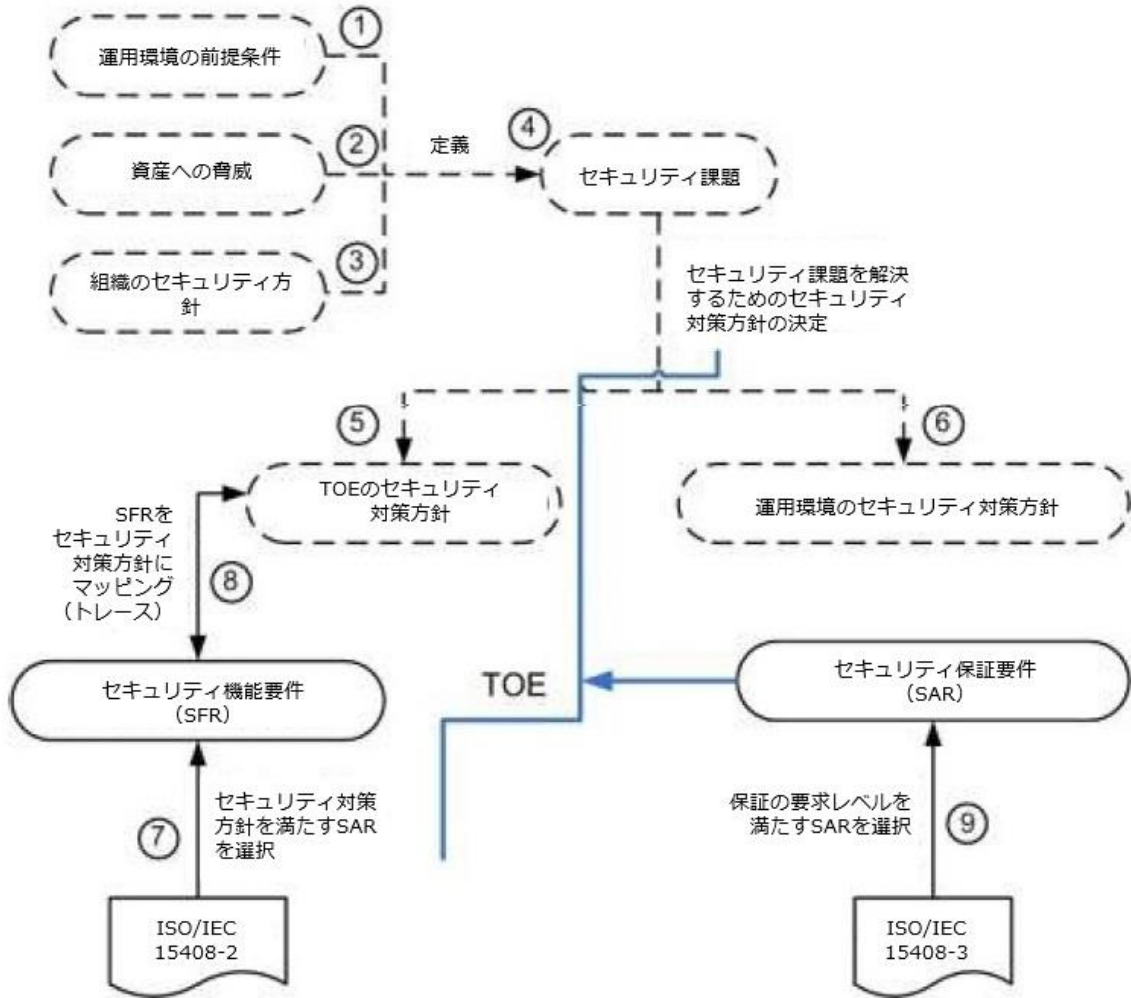 ①
運用環境の前提条件
②
資産への脅威
③
組織のセキュリティ方
針
定義
④
セキュリティ課題
セキュリティ課題を解決
するためのセキュリティ
対策方針の決定
⑤
TOEのセキュリティ
対策方針
⑥
運用環境のセキュリティ対策方針
SFRを
セキュリティ
対策方針に
マッピング
（トレース）
⑧
セキュリティ機能要件
（SFR）
TOE
セキュリティ保証要件
（SAR）
⑦
セキュリティ対策
方針を満たすSAR
を選択
保証の要求レベルを
満たすSARを選択
⑨
ISO/IEC
15408-2
ISO/IEC
15408-3